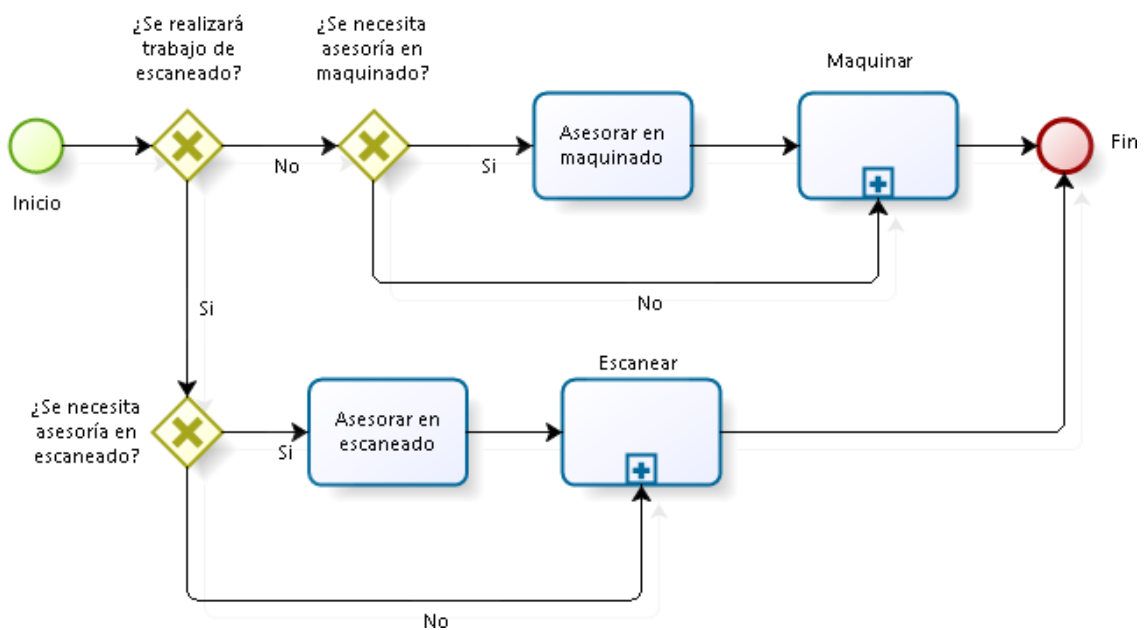 ¿Se realizará
trabajo de
escaneado?
¿Se necesita
asesoría en
maquinado?
Maquinar
Asesorar en
maquinado
Fin
No
Si
Inicio
No
Si
Escanear
¿Se necesita
asesoría en
escaneado?
Asesorar en
escaneado
Si
No